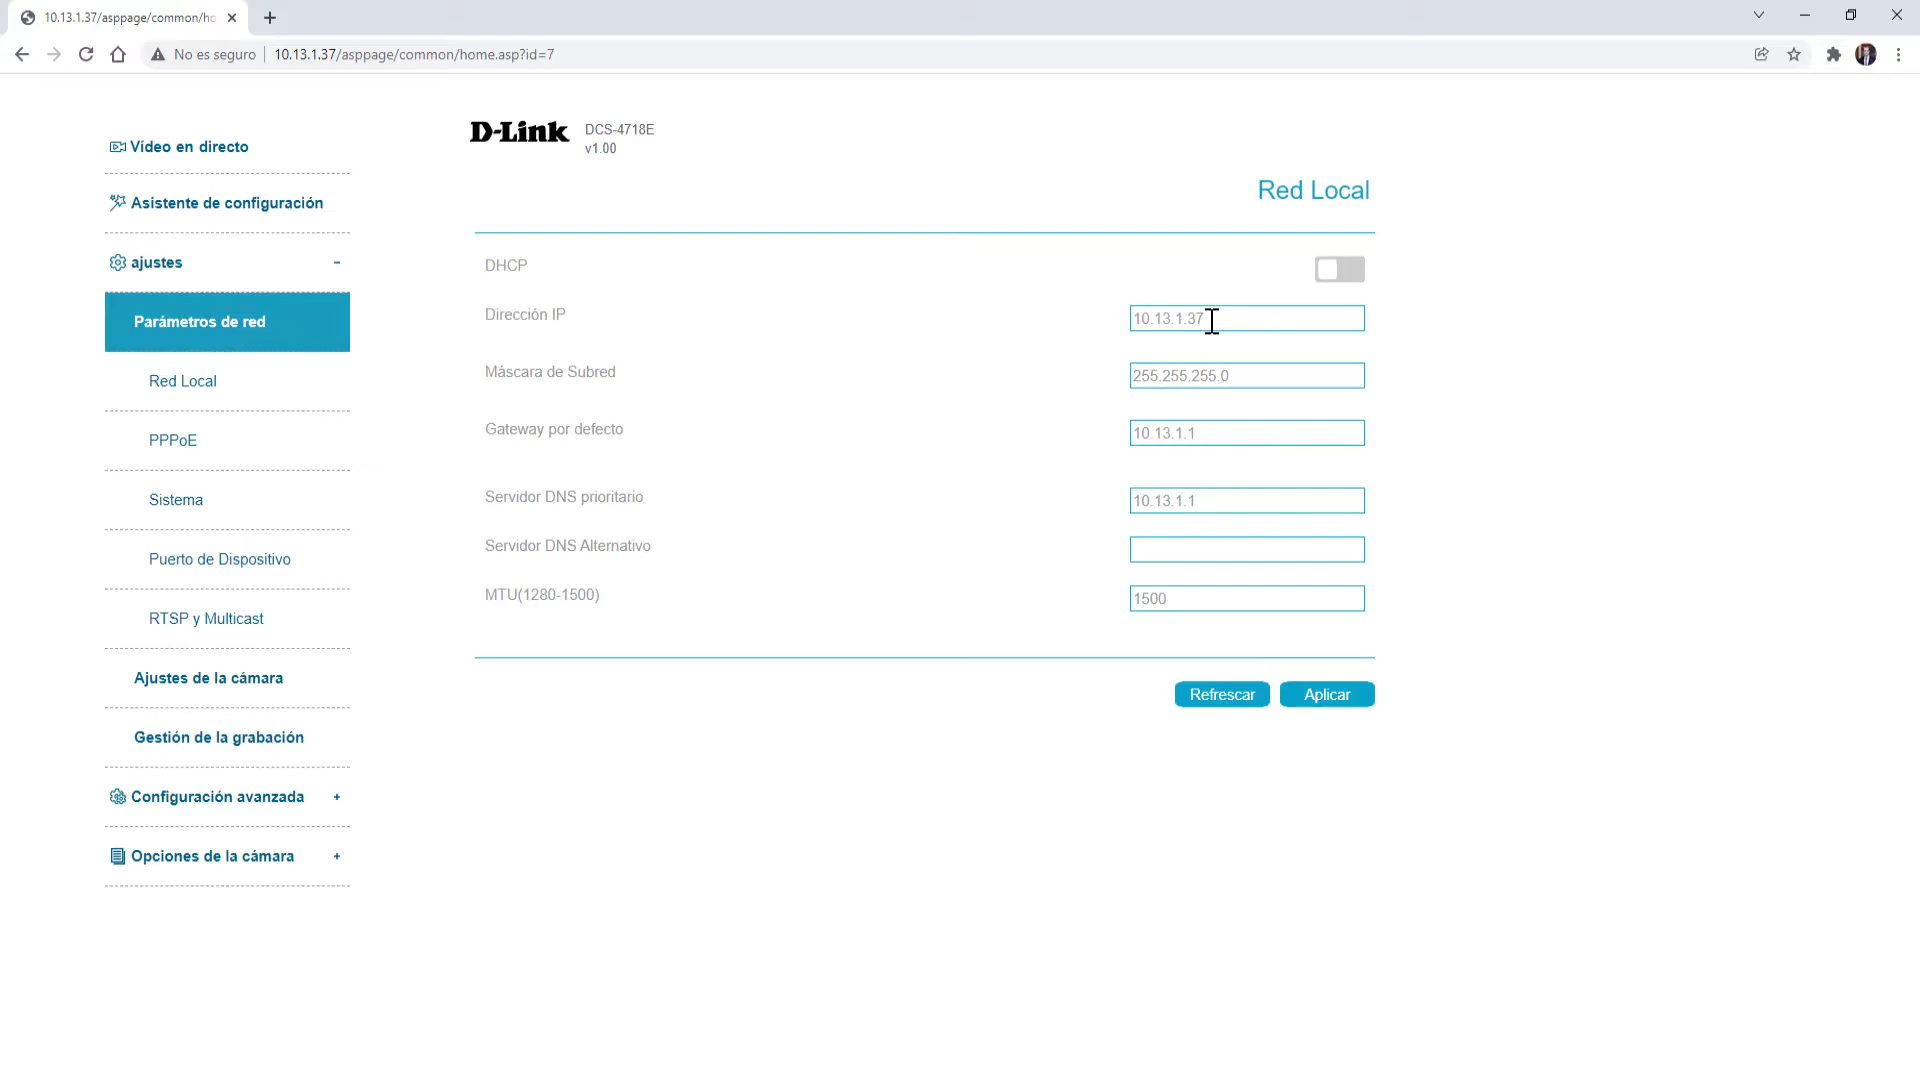 10.13.1.37/asppage/common/ho
No es seguro
10.13.1.37/asppage/common/home.asp?id=7
Vídeo en directo
Asistente de configuración
ajustes -
Parámetros de red
Red Local
PPPoE
Sistema
Puerto de Dispositivo
RTSP y Multicast
Ajustes de la cámara
Gestión de la grabación
Configuración avanzada +
Opciones de la cámara +
D-Link
DCS-4718E
v1.00
Red Local
DHCP
Dirección IP 10.13.1.37
Máscara de Subred 255.255.255.0
Gateway por defecto 10.13.1.1
Servidor DNS prioritario 10.13.1.1
Servidor DNS Alternativo
MTU(1280-1500) 1500
Refrescar Aplicar